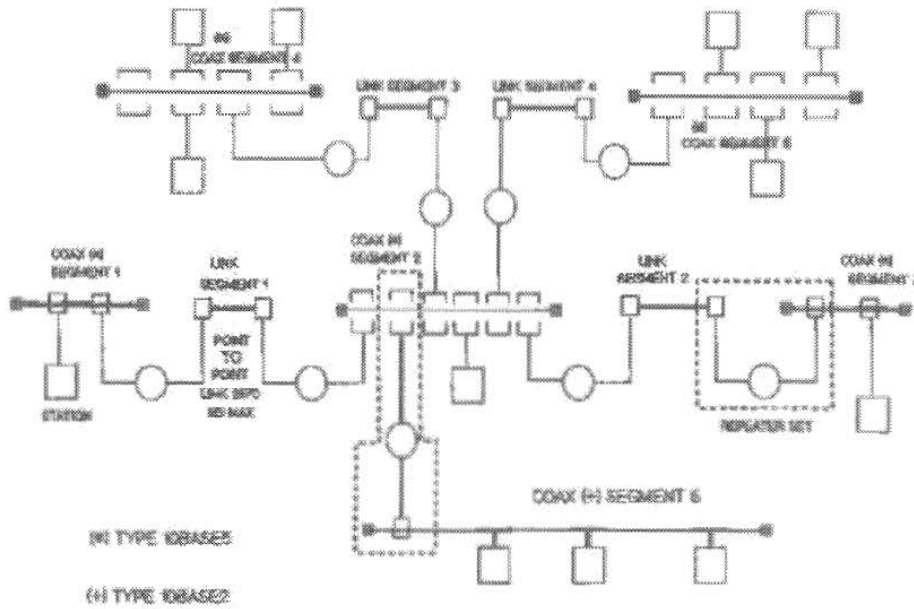 COAX SEGMENT 4
LINK SEGMENT 3
LINK SEGMENT 4
COAX SEGMENT 5
COAX
SEGMENT 1
LINK
SEGMENT 1
COAX
SEGMENT 2
LINK
SEGMENT 2
COAX
SEGMENT
POINT
TO
POINT
LINK
MAX
STATION
REPEATER SET
COAX (+) SEGMENT 6
TYPE 10BASE5
(+) TYPE 10BASE2